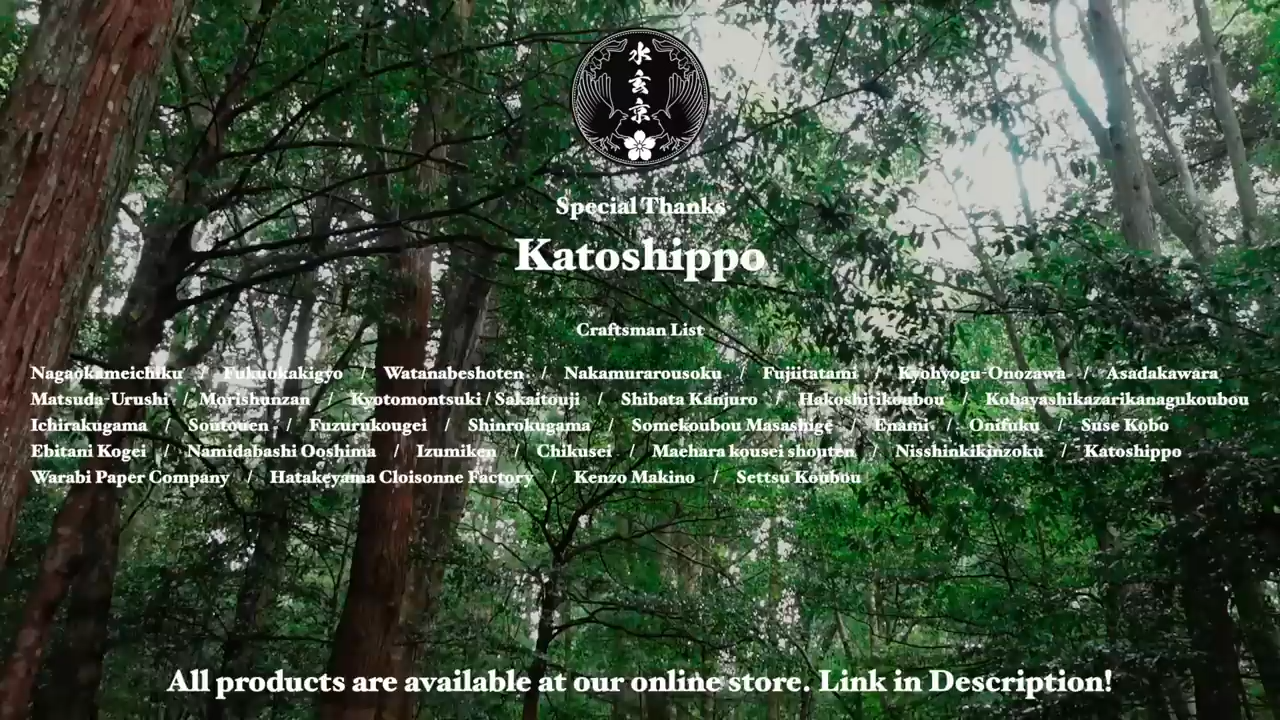 水玄京
Special Thanks
Katoshippo
Craftsman List
Nagaokameichiku / Fukuokakigyo / Watanabeshoten / Nakamurarousoku / Fujiitatami / Kyohyogu-Onozawa / Asadakawara
Matsuda-Urushi / Morishunzan / Kyotomontsuki / Sakaitouji / Shibata Kanjuro / Hakoshitikoubou / Kobayashikazarikanagukoubou
Ichirakugama / Soutouen / Fuzurukougei / Shinrokugama / Somekoubou Masashige / Enami / Onifuku / Suse Kobo
Ebitani Kogei / Namidabashi Ooshima / Izumiken / Chikusei / Maehara kousei shouten / Nisshinkikinzoku / Katoshippo
Warabi Paper Company / Hatakeyama Cloisonne Factory / Kenzo Makino / Settsu Koubou
All products are available at our online store. Link in Description!